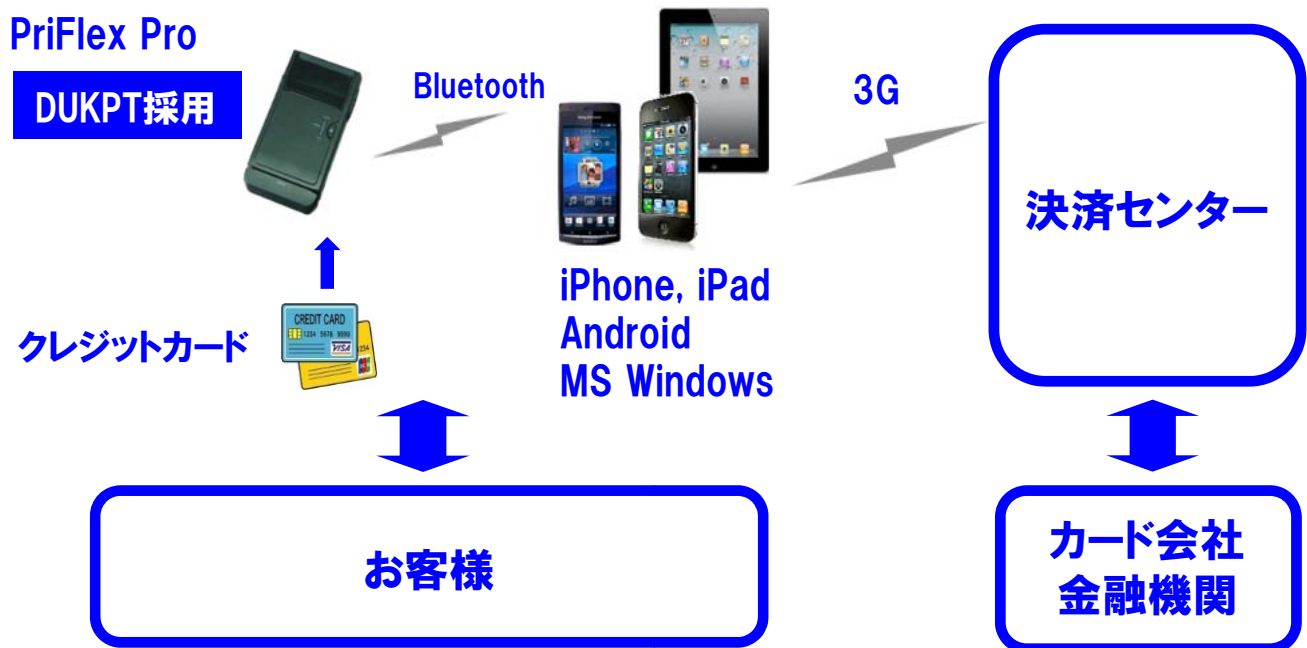 PriFlex Pro
DUKPT採用
Bluetooth
3G
決済センター
iPhone, iPad
Android
MS Windows
クレジットカード
CREDIT CARD
1234 5678 9999
VISA
1234
JCB
お客様
カード会社
金融機関